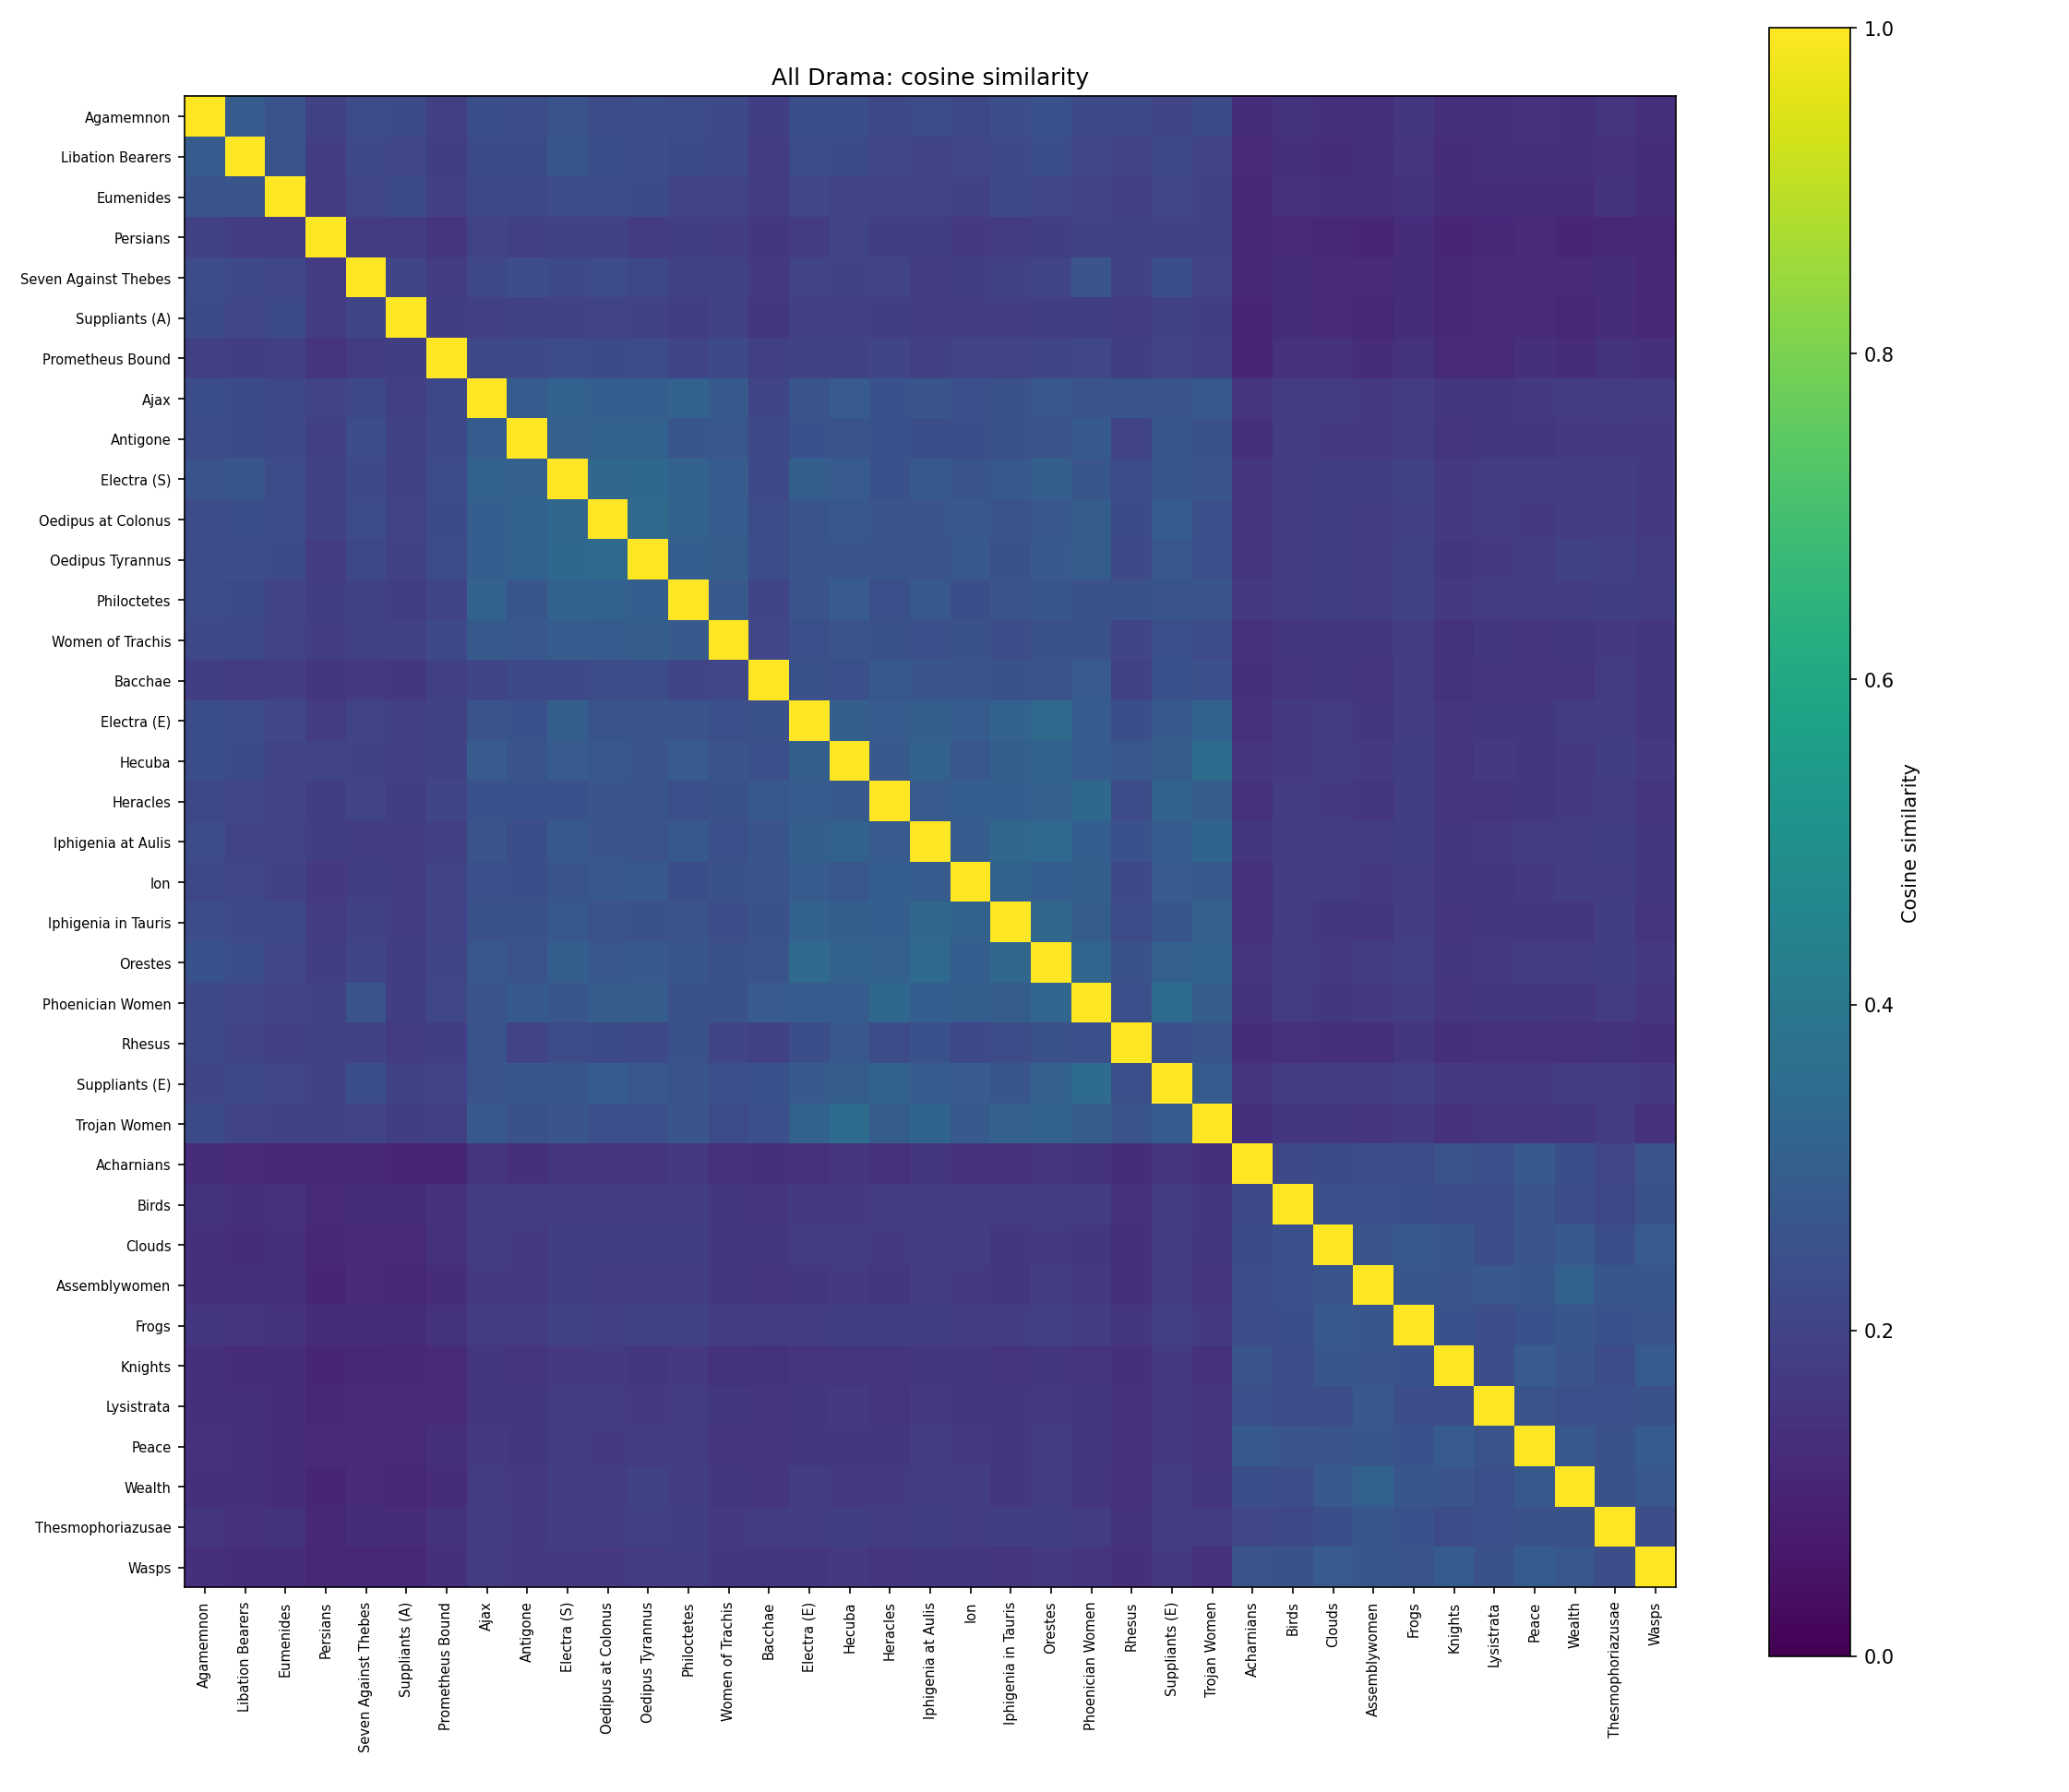 All Drama: cosine similarity
Agamemnon
Libation Bearers
Eumenides
Persians
Seven Against Thebes
Suppliants (A)
Prometheus Bound
Ajax
Antigone
Electra (S)
Oedipus at Colonus
Oedipus Tyrannus
Philoctetes
Women of Trachis
Bacchae
Electra (E)
Hecuba
Heracles
Iphigenia at Aulis
Ion
Iphigenia in Tauris
Orestes
Phoenician Women
Rhesus
Suppliants (E)
Trojan Women
Acharnians
Birds
Clouds
Assemblywomen
Frogs
Knights
Lysistrata
Peace
Wealth
Thesmophoriazusae
Wasps
Agamemnon
Libation Bearers
Eumenides
Persians
Seven Against Thebes
Suppliants (A)
Prometheus Bound
Ajax
Antigone
Electra (S)
Oedipus at Colonus
Oedipus Tyrannus
Philoctetes
Women of Trachis
Bacchae
Electra (E)
Hecuba
Heracles
Iphigenia at Aulis
Ion
Iphigenia in Tauris
Orestes
Phoenician Women
Rhesus
Suppliants (E)
Trojan Women
Acharnians
Birds
Clouds
Assemblywomen
Frogs
Knights
Lysistrata
Peace
Wealth
Thesmophoriazusae
Wasps
1.0
0.8
0.6
0.4
0.2
0.0
Cosine similarity